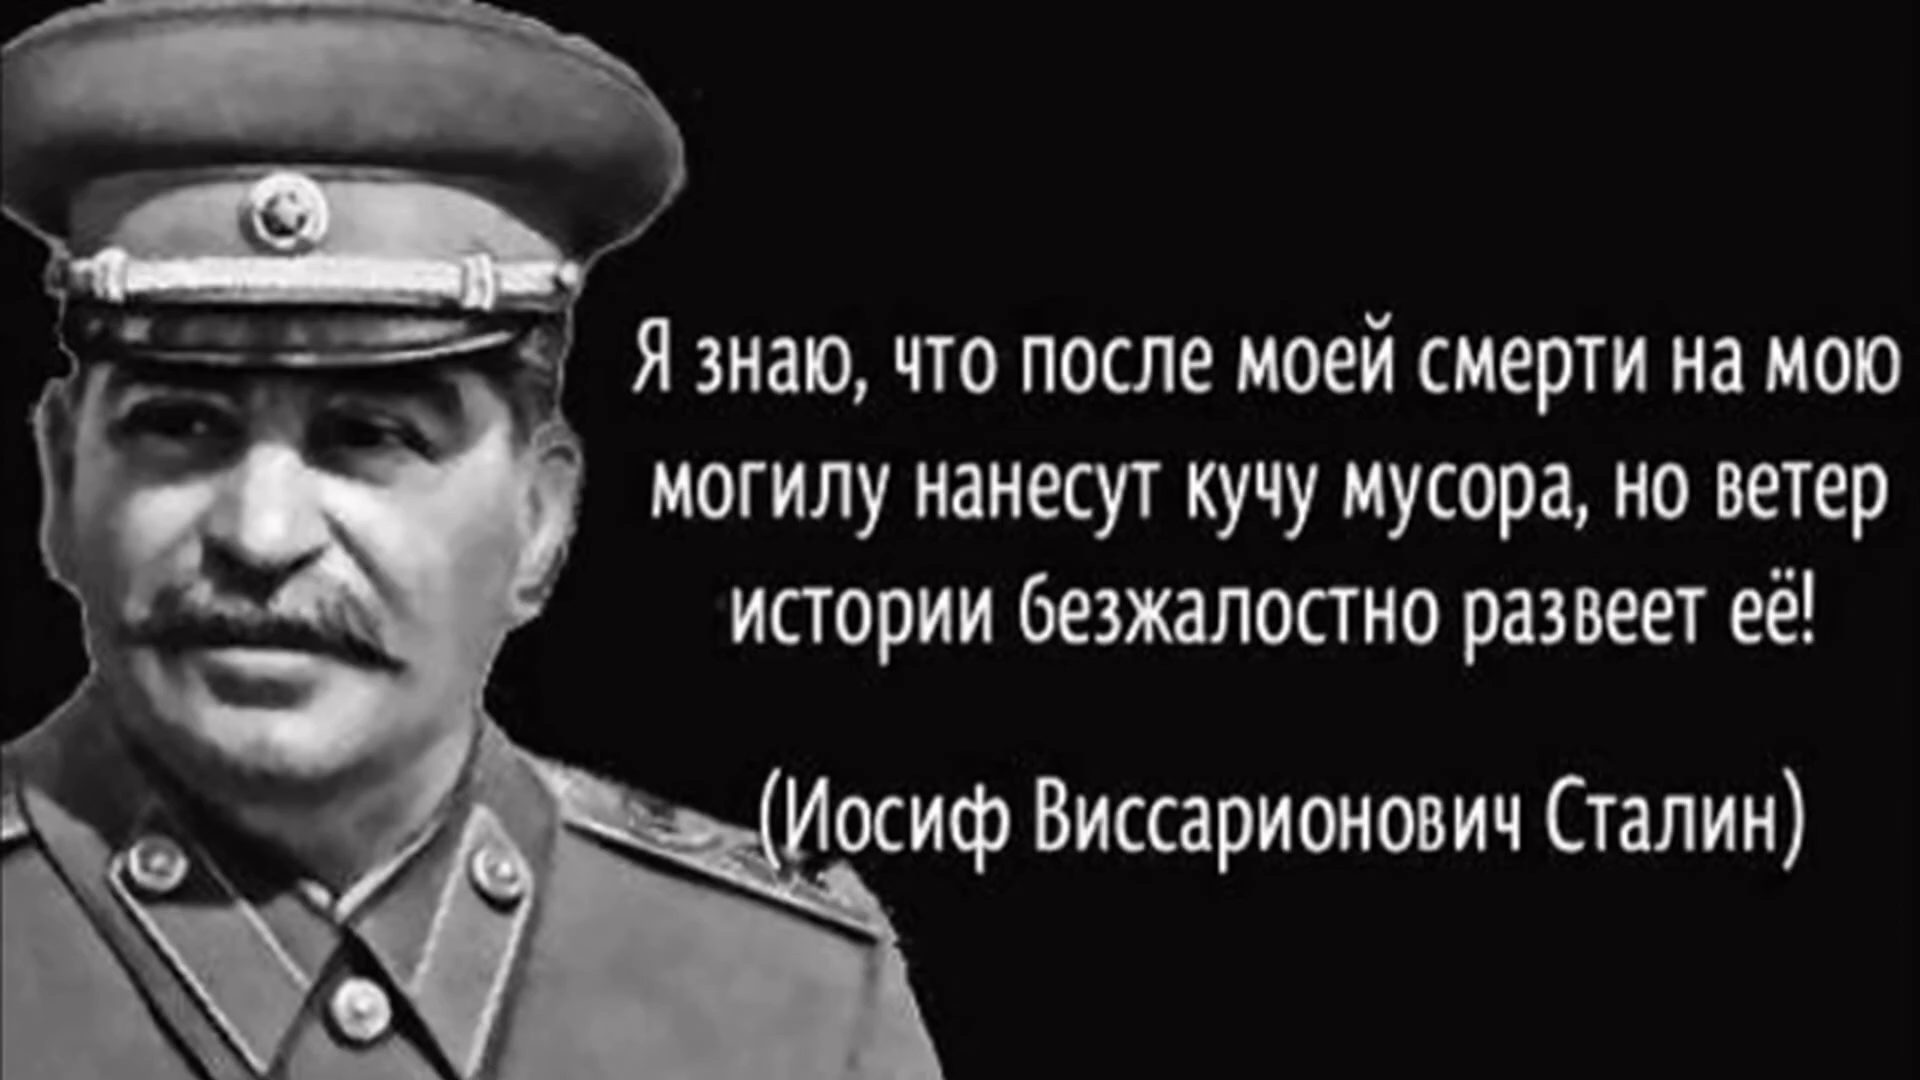 Я знаю, что после моей смерти на мою
могилу нанесут кучу мусора, но ветер
истории безжалостно развеет её!
(Иосиф Виссарионович Сталин)